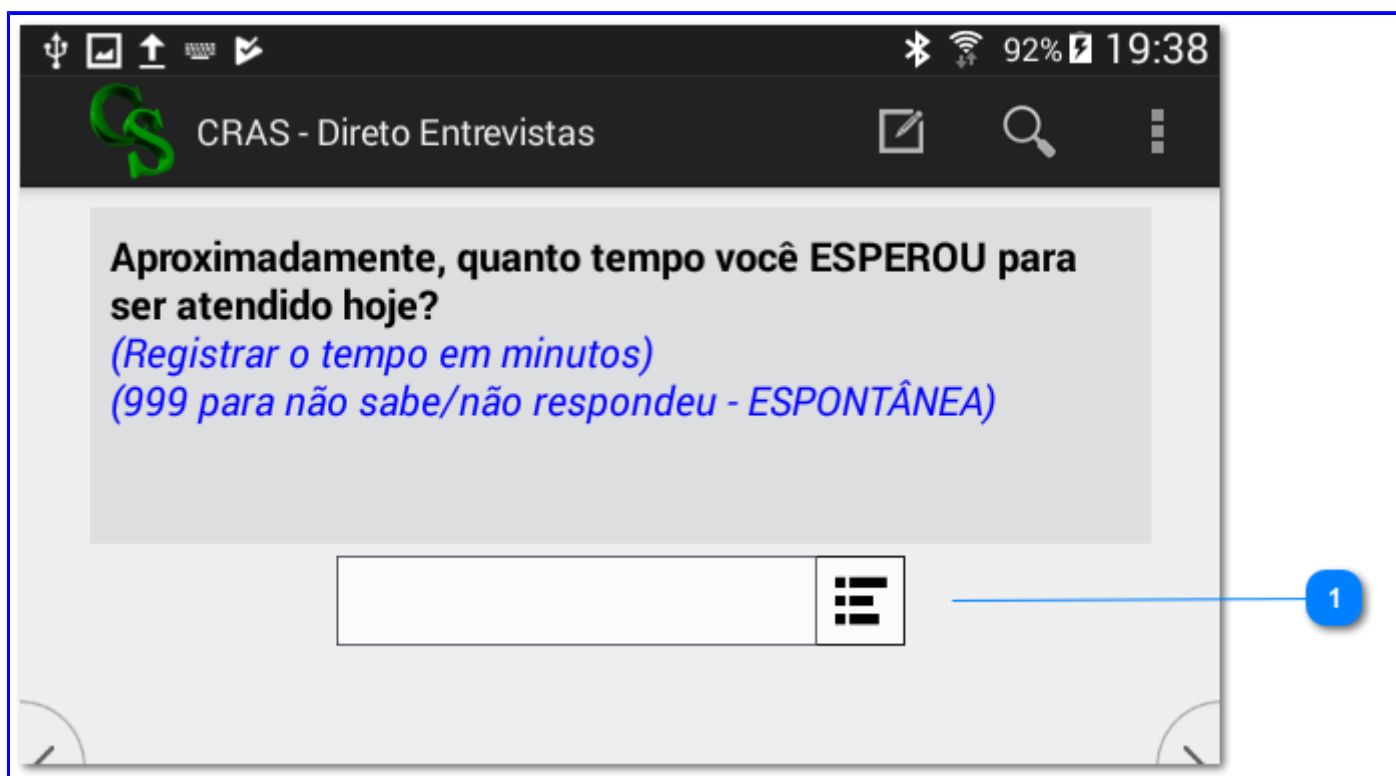 92% 19:38
CS CRAS - Direto Entrevistas
Aproximadamente, quanto tempo você ESPEROU para
ser atendido hoje?
(Registrar o tempo em minutos)
(999 para não sabe/não respondeu - ESPONTÂNEA)
1